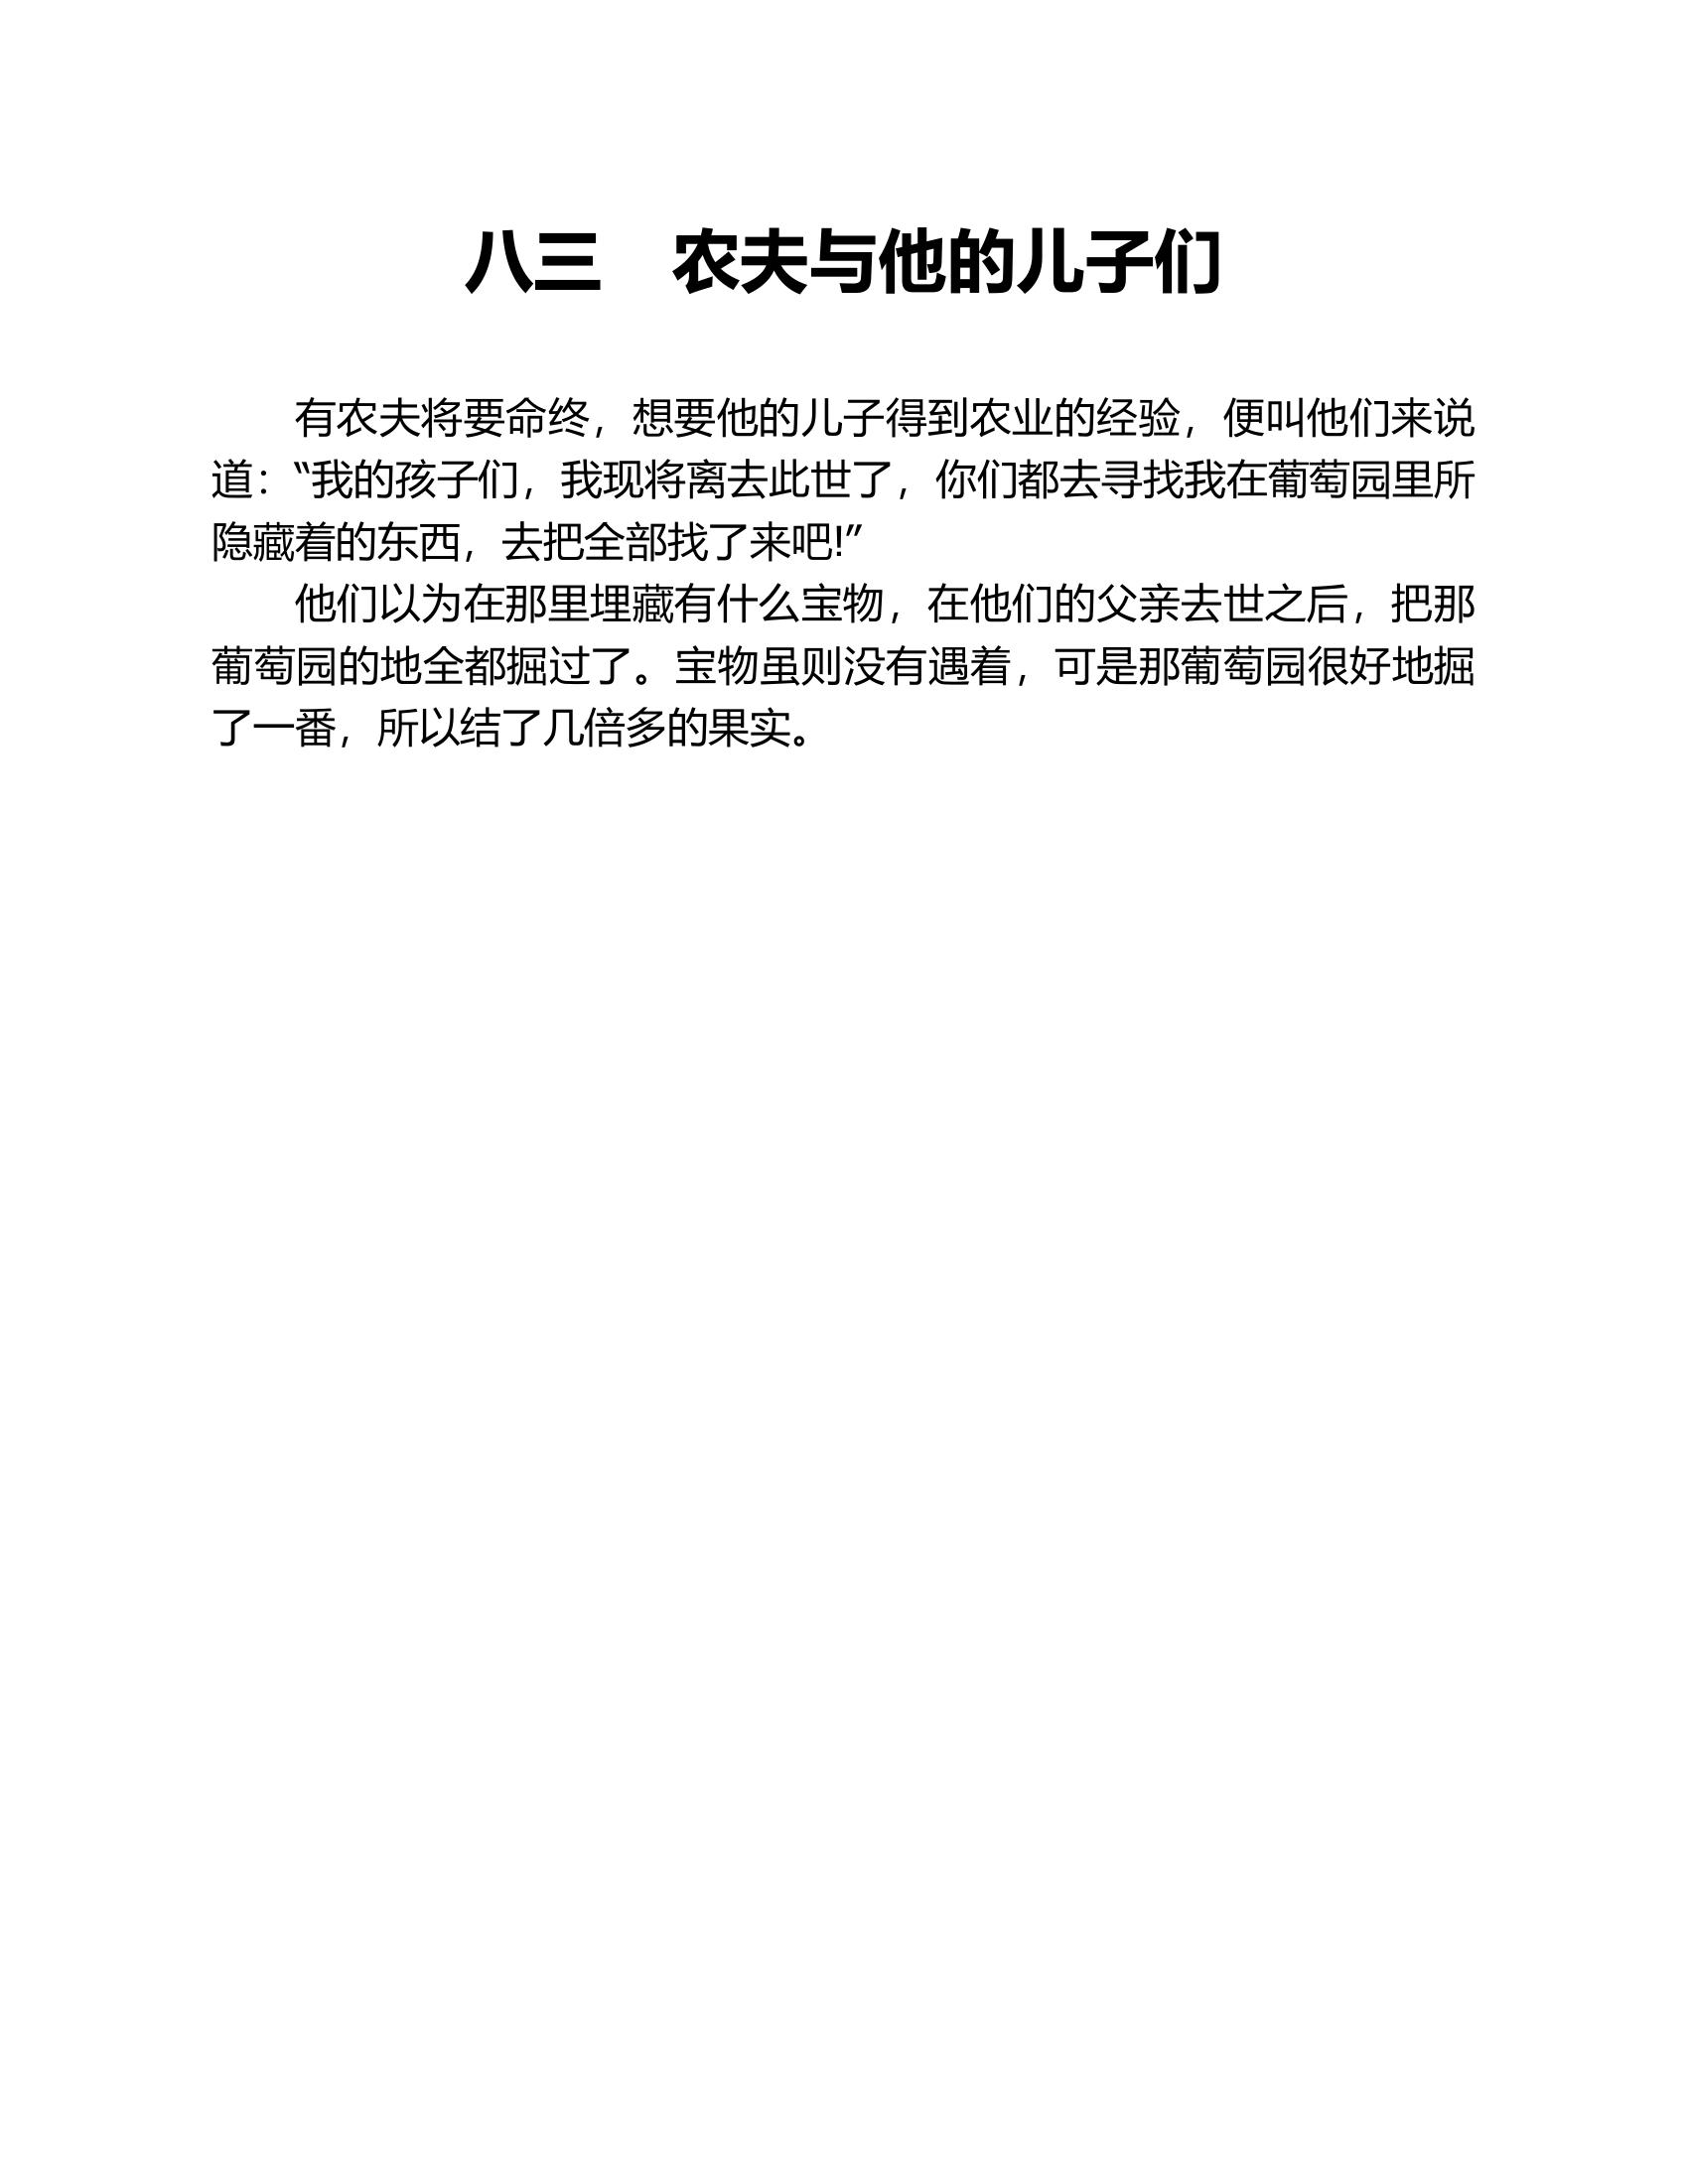 八三　农夫与他的儿子们
有农夫将要命终，想要他的儿子得到农业的经验，便叫他们来说
道：“我的孩子们，我现将离去此世了，你们都去寻找我在葡萄园里所
隐藏着的东西，去把全部找了来吧!”
他们以为在那里埋藏有什么宝物，在他们的父亲去世之后，把那
葡萄园的地全都掘过了。宝物虽则没有遇着，可是那葡萄园很好地掘
了一番，所以结了几倍多的果实。